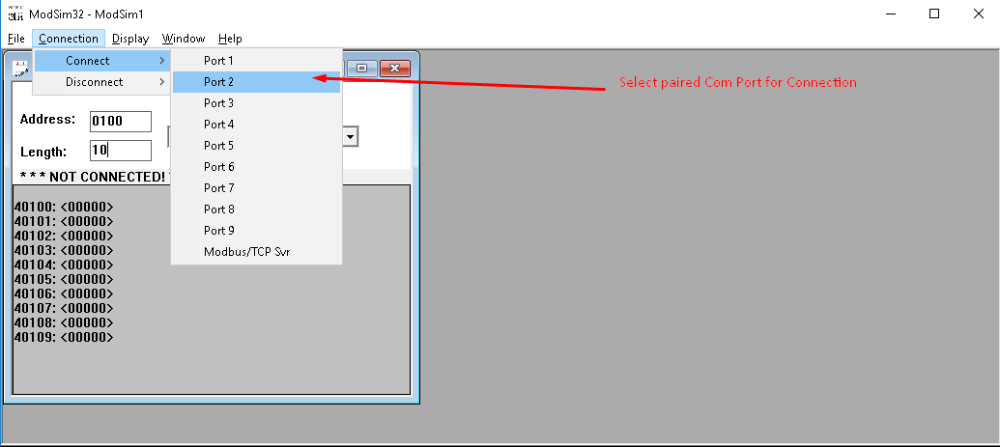 ModSim32 - ModSim1
File Connection Display Window Help
Connect
Disconnect
Port 1
Port 2
Port 3
Port 4
Port 5
Port 6
Port 7
Port 8
Port 9
Modbus/TCP Svr
Select paired Com Port for Connection
Address: 0100
Length: 10
* * * NOT CONNECTED!
40100: <00000>
40101: <00000>
40102: <00000>
40103: <00000>
40104: <00000>
40105: <00000>
40106: <00000>
40107: <00000>
40108: <00000>
40109: <00000>